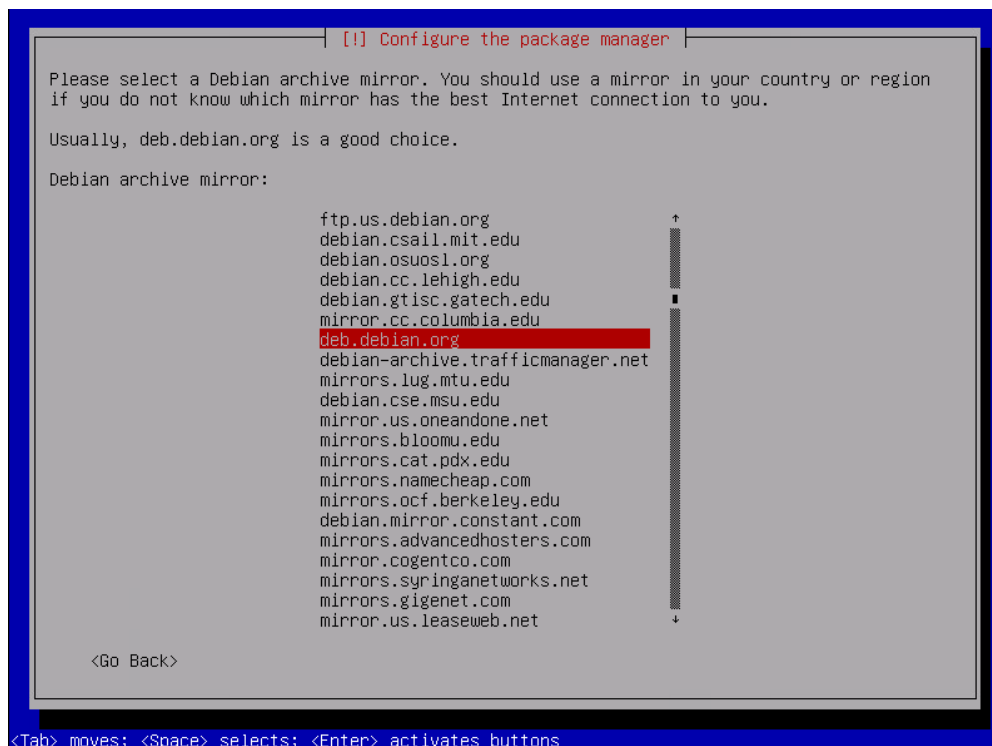 [!] Configure the package manager
Please select a Debian archive mirror. You should use a mirror in your country or region
if you do not know which mirror has the best Internet connection to you.
Usually, deb.debian.org is a good choice.
Debian archive mirror:
ftp.us.debian.org
debian.csail.mit.edu
debian.osuosl.org
debian.cc.lehigh.edu
debian.gtisc.gatech.edu
mirror.cc.columbia.edu
deb.debian.org
debian-archive.trafficmanager.net
mirrors.lug.mtu.edu
debian.cse.msu.edu
mirror.us.oneandone.net
mirrors.bloomu.edu
mirrors.cat.pdx.edu
mirrors.namecheap.com
mirrors.ocf.berkeley.edu
debian.mirror.constant.com
mirrors.advancedhosters.com
mirror.cogentco.com
mirrors.syringanetworks.net
mirrors.gigenet.com
mirror.us.leaseweb.net
<Go Back>
<Tab> moves; <Space> selects; <Enter> activates buttons